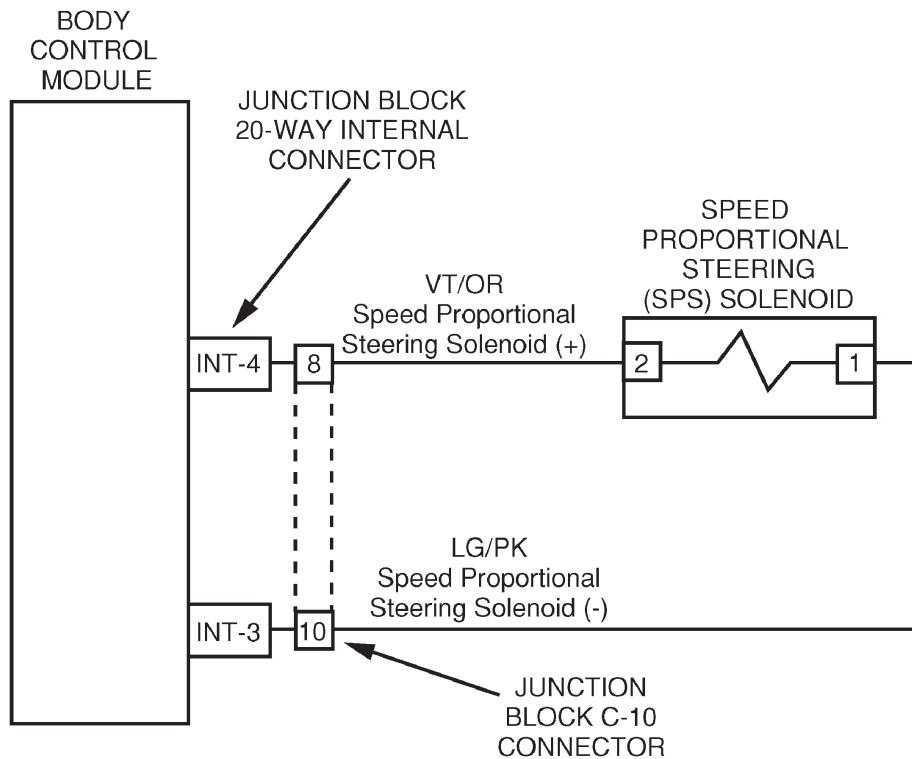 BODY
CONTROL
MODULE
JUNCTION BLOCK
20-WAY INTERNAL
CONNECTOR
SPEED
PROPORTIONAL
STEERING
(SPS) SOLENOID
VT/OR
Speed Proportional
Steering Solenoid (+)
INT-4
8
2
1
LG/PK
Speed Proportional
Steering Solenoid (-)
INT-3
10
JUNCTION
BLOCK C-10
CONNECTOR